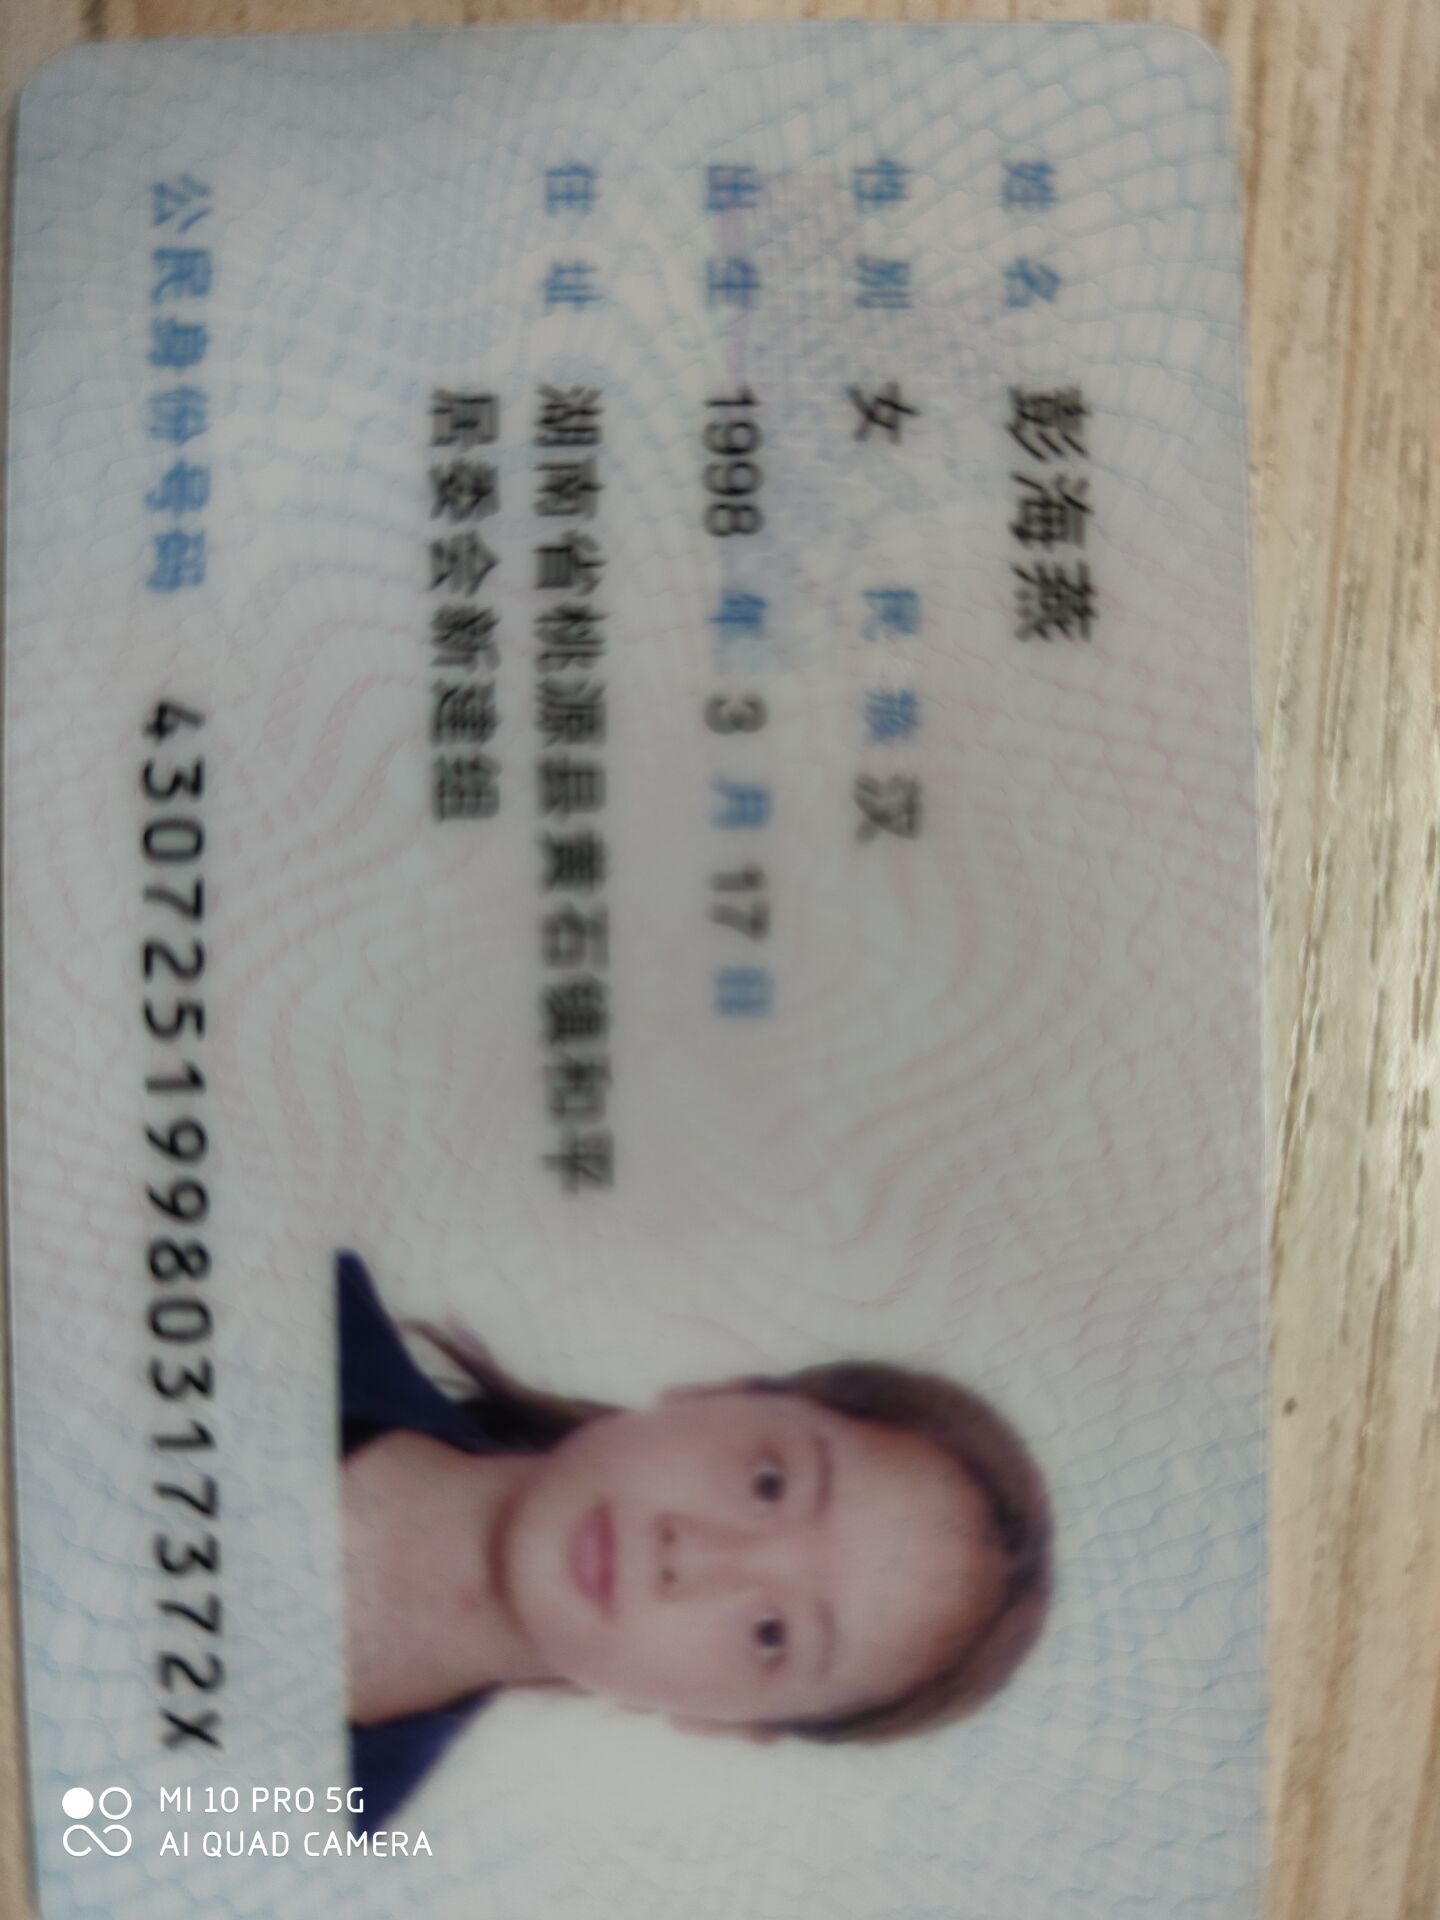 姓名 彭海燕
性别 女 民族 汉
出生 1998 年 3 月 17 日
住址 湖南省桃源县黄石镇和平
居委会新建组
公民身份号码 43072519980317372X
MI 10 PRO 5G
AI QUAD CAMERA